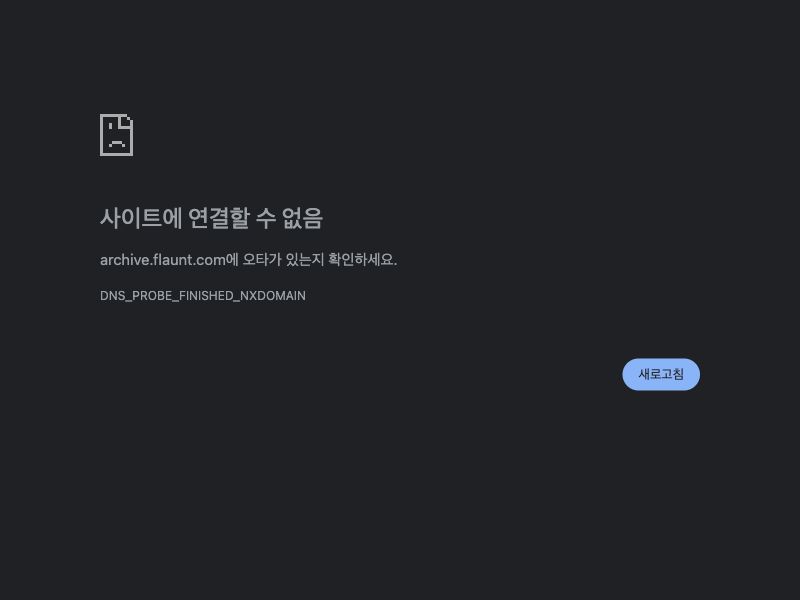 사이트에 연결할 수 없음
archive.flaunt.com에 오타가 있는지 확인하세요.
DNS_PROBE_FINISHED_NXDOMAIN
새로고침